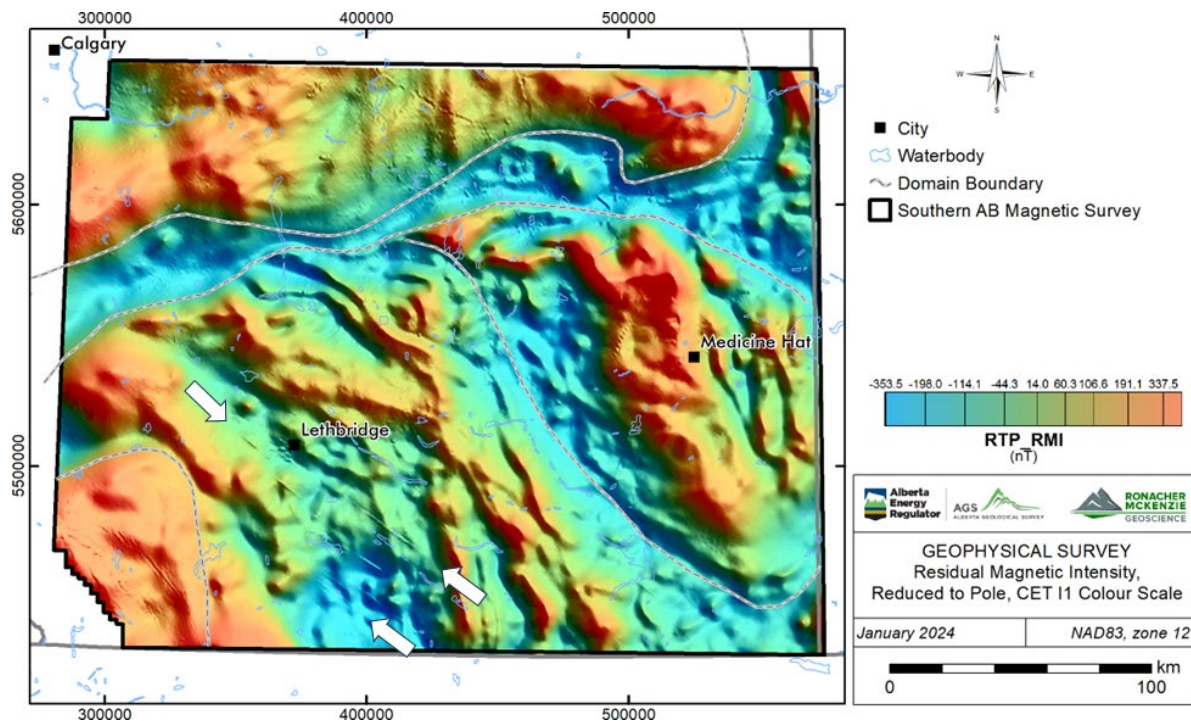 300000
400000
500000
Calgary
5600000
5500000
Medicine Hat
Lethbridge
300000
400000
500000
N
W
E
S
City
Waterbody
Domain Boundary
Southern AB Magnetic Survey
-353.5 -198.0 -114.1 -44.3 14.0 60.3 106.6 191.1 337.5
RTP_RMI
(nT)
Alberta
Energy
Regulator
AGS
ALBERTA GEOLOGICAL SURVEY
RONACHER
MCKENZIE
GEOSCIENCE
GEOPHYSICAL SURVEY
Residual Magnetic Intensity,
Reduced to Pole, CET I1 Colour Scale
January 2024
NAD83, zone 12
km
0
100